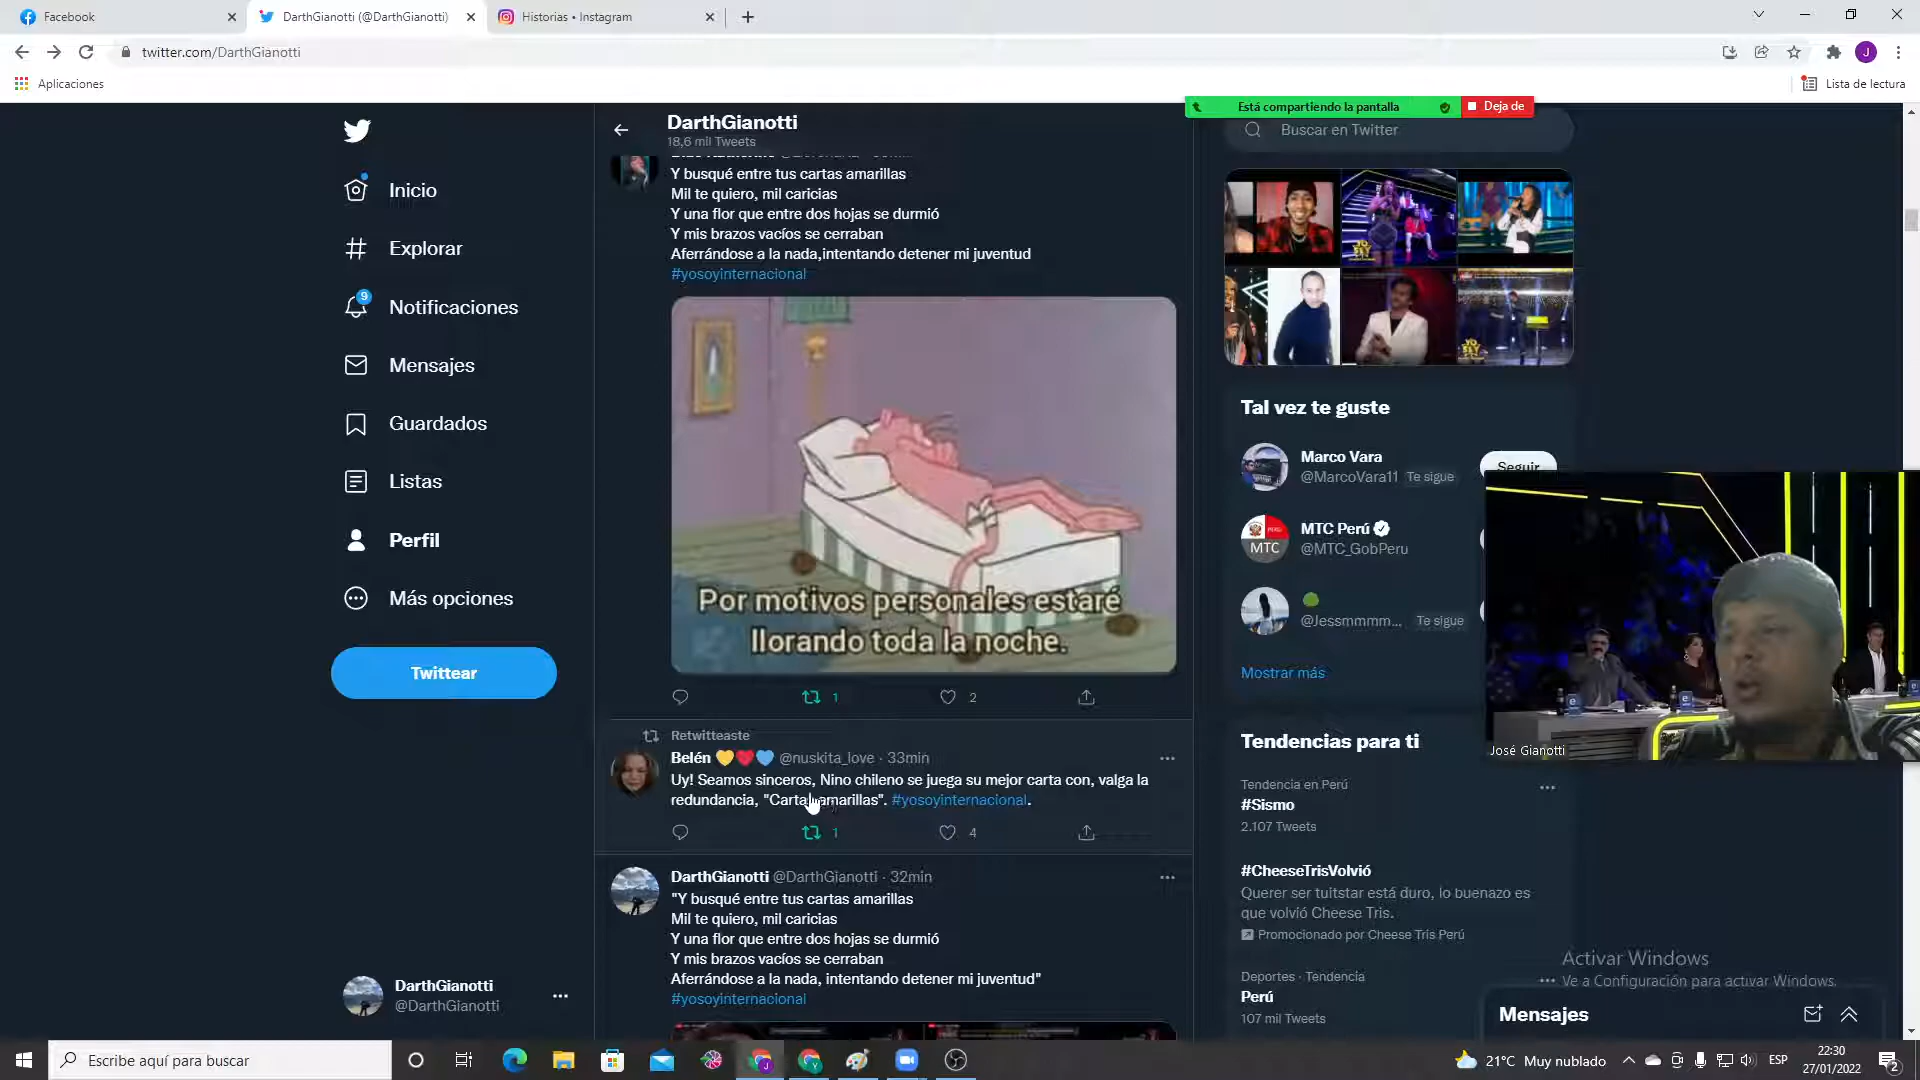 Facebook
DarthGianotti (@DarthGianotti)
Historias • Instagram
twitter.com/DarthGianotti
Aplicaciones
Lista de lectura
Está compartiendo la pantalla
Deja de
Inicio
Explorar
9
Notificaciones
Mensajes
Guardados
Listas
Perfil
Más opciones
Twittear
DarthGianotti
@DarthGianotti
DarthGianotti
18,6 mil Tweets
Y busqué entre tus cartas amarillas
Mil te quiero, mil caricias
Y una flor que entre dos hojas se durmió
Y mis brazos vacíos se cerraban
Aferrándose a la nada,intentando detener mi juventud
#yosoyinternacional
Por motivos personales estaré
llorando toda la noche.
1 2
Retwitteaste
Belén @nuskita_love · 33min
Uy! Seamos sinceros, Nino chileno se juega su mejor carta con, valga la
redundancia, "Cartas amarillas". #yosoyinternacional.
1 4
DarthGianotti @DarthGianotti · 32min
"Y busqué entre tus cartas amarillas
Mil te quiero, mil caricias
Y una flor que entre dos hojas se durmió
Y mis brazos vacíos se cerraban
Aferrándose a la nada, intentando detener mi juventud"
#yosoyinternacional
Buscar en Twitter
YO SOY
YO SOY
Tal vez te guste
Marco Vara
@MarcoVara11 Te sigue
Seguir
MTC Perú
@MTC_GobPeru
MTC
@Jessmmmm... Te sigue
Mostrar más
José Gianotti
Tendencias para ti
Tendencia en Perú
#Sismo
2.107 Tweets
#CheeseTrisVolvió
Querer ser tuitstar está duro, lo buenazo es
que volvió Cheese Tris.
Promocionado por Cheese Tris Perú
Deportes · Tendencia
Perú
107 mil Tweets
Activar Windows
Ve a Configuración para activar Windows.
Mensajes
Escribe aquí para buscar
21°C Muy nublado
ESP
22:30
27/01/2022
2